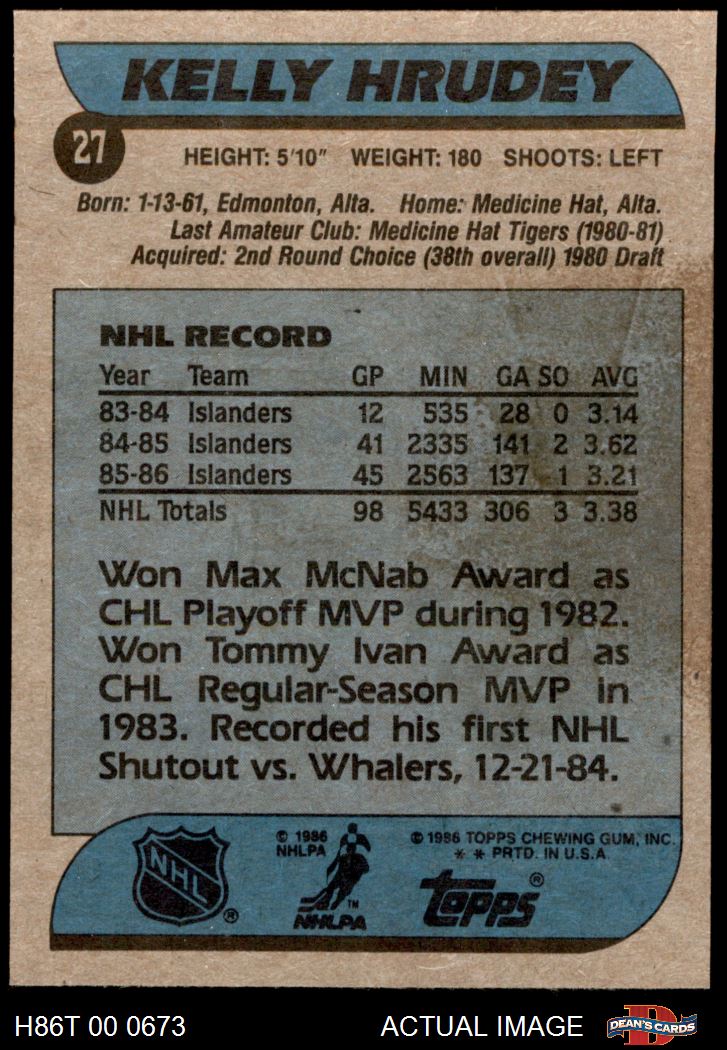 KELLY HRUDEY
27
HEIGHT: 5'10" WEIGHT: 180 SHOOTS: LEFT
Born: 1-13-61, Edmonton, Alta. Home: Medicine Hat, Alta.
Last Amateur Club: Medicine Hat Tigers (1980-81)
Acquired: 2nd Round Choice (38th overall) 1980 Draft
NHL RECORD
Year Team GP MIN GA SO AVG
83-84 Islanders 12 535 28 0 3.14
84-85 Islanders 41 2335 141 2 3.62
85-86 Islanders 45 2563 137 1 3.21
NHL Totals 98 5433 306 3 3.38
Won Max McNab Award as
CHL Playoff MVP during 1982.
Won Tommy Ivan Award as
CHL Regular-Season MVP in
1983. Recorded his first NHL
Shutout vs. Whalers, 12-21-84.
NHL ®
© 1986
NHLPA
TM
NHLPA
© 1986 TOPPS CHEWING GUM, INC.
* * PRTD. IN U.S.A.
Topps ®
H86T 00 0673 ACTUAL IMAGE
D
DEAN'S CARDS